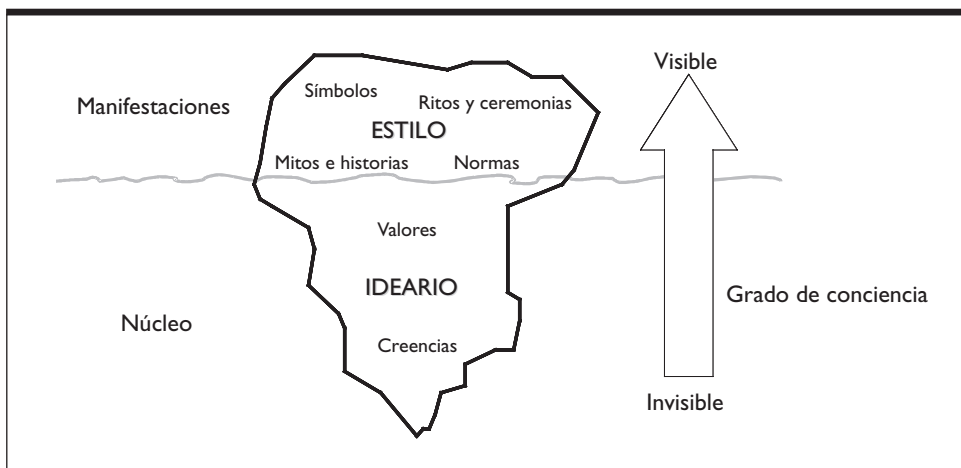 Visible
Manifestaciones
Símbolos
Ritos y ceremonias
ESTILO
Mitos e historias
Normas
Valores
IDEARIO
Grado de conciencia
Núcleo
Creencias
Invisible